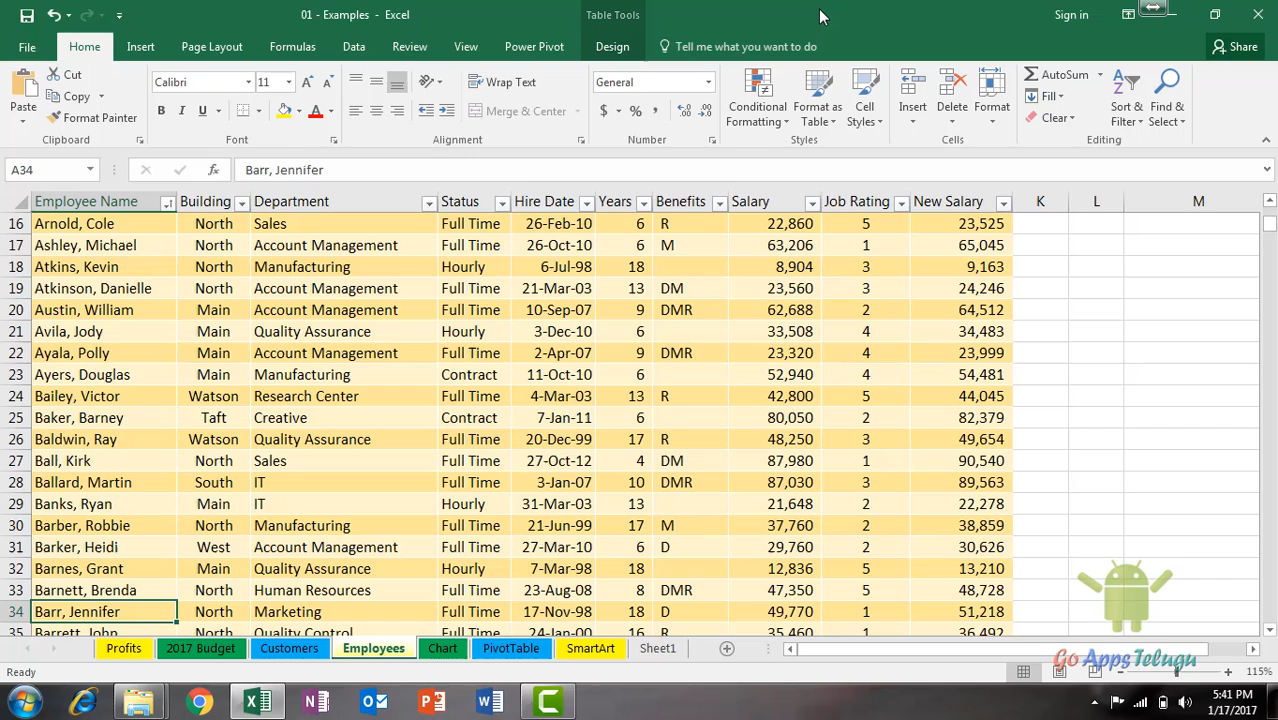 01 - Examples - Excel
Table Tools
Sign in
File
Home
Insert
Page Layout
Formulas
Data
Review
View
Power Pivot
Design
Tell me what you want to do
Share
Paste
Cut
Copy
Format Painter
Calibri
11
B I U
Wrap Text
Merge & Center
General
$ % ,
Conditional Formatting
Format as Table
Cell Styles
Insert
Delete
Format
AutoSum
Fill
Clear
Sort & Filter
Find & Select
Clipboard
Font
Alignment
Number
Styles
Cells
Editing
A34
fx
Barr, Jennifer
Employee Name Building Department Status Hire Date Years Benefits Salary Job Rating New Salary K L M
16 Arnold, Cole North Sales Full Time 26-Feb-10 6 R 22,860 5 23,525
17 Ashley, Michael North Account Management Full Time 26-Oct-10 6 M 63,206 1 65,045
18 Atkins, Kevin North Manufacturing Hourly 6-Jul-98 18 8,904 3 9,163
19 Atkinson, Danielle North Account Management Full Time 21-Mar-03 13 DM 23,560 3 24,246
20 Austin, William Main Account Management Full Time 10-Sep-07 9 DMR 62,688 2 64,512
21 Avila, Jody Main Quality Assurance Hourly 3-Dec-10 6 33,508 4 34,483
22 Ayala, Polly Main Account Management Full Time 2-Apr-07 9 DMR 23,320 4 23,999
23 Ayers, Douglas Main Manufacturing Contract 11-Oct-10 6 52,940 4 54,481
24 Bailey, Victor Watson Research Center Full Time 4-Mar-03 13 R 42,800 5 44,045
25 Baker, Barney Taft Creative Contract 7-Jan-11 6 80,050 2 82,379
26 Baldwin, Ray Watson Quality Assurance Full Time 20-Dec-99 17 R 48,250 3 49,654
27 Ball, Kirk North Sales Full Time 27-Oct-12 4 DM 87,980 1 90,540
28 Ballard, Martin South IT Full Time 3-Jan-07 10 DMR 87,030 3 89,563
29 Banks, Ryan Main IT Hourly 31-Mar-03 13 21,648 2 22,278
30 Barber, Robbie North Manufacturing Full Time 21-Jun-99 17 M 37,760 2 38,859
31 Barker, Heidi West Account Management Full Time 27-Mar-10 6 D 29,760 2 30,626
32 Barnes, Grant Main Quality Assurance Hourly 7-Mar-98 18 12,836 5 13,210
33 Barnett, Brenda North Human Resources Full Time 23-Aug-08 8 DMR 47,350 5 48,728
34 Barr, Jennifer North Marketing Full Time 17-Nov-98 18 D 49,770 1 51,218
35 Barrett, John North Quality Control Full Time 24-Jan-00 16 R 35,460 1 36,492
Profits
2017 Budget
Customers
Employees
Chart
PivotTable
SmartArt
Sheet1
Go AppsTelugu
Ready
115%
5:41 PM
1/17/2017